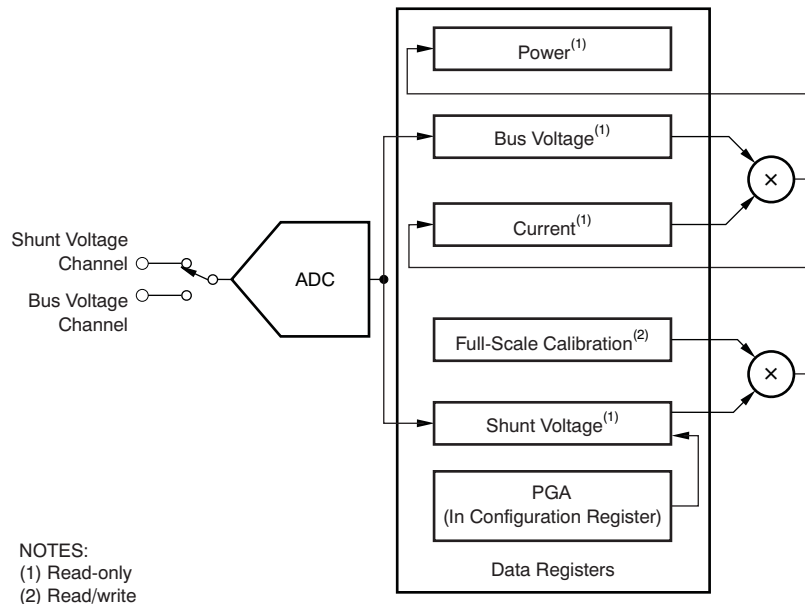 Power(1)
Bus Voltage(1)
×
Current(1)
Shunt Voltage
Channel
ADC
Bus Voltage
Channel
Full-Scale Calibration(2)
×
Shunt Voltage(1)
PGA
(In Configuration Register)
Data Registers
NOTES:
(1) Read-only
(2) Read/write